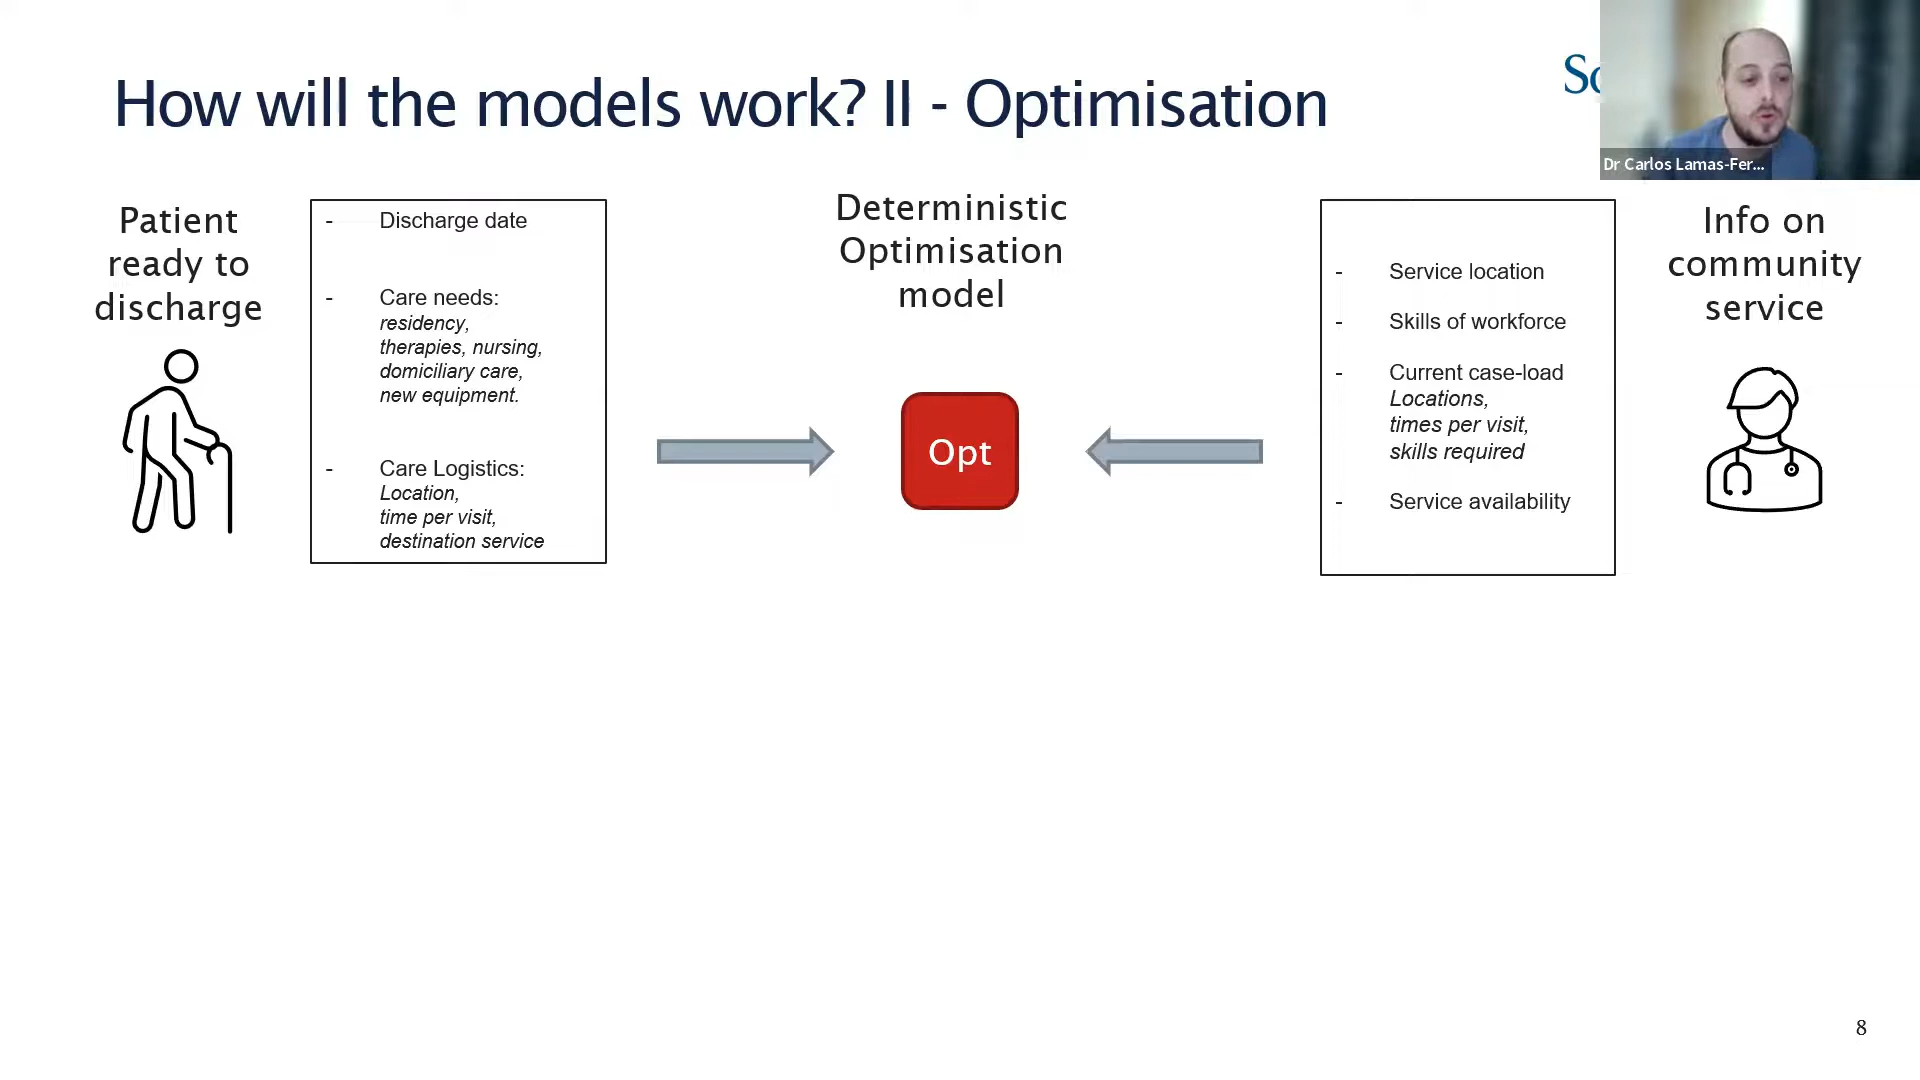 How will the models work? II - Optimisation
Dr Carlos Lamas-Fer...
Patient
ready to
discharge
- Discharge date
- Care needs:
residency,
therapies, nursing,
domiciliary care,
new equipment.
- Care Logistics:
Location,
time per visit,
destination service
Deterministic
Optimisation
model
Opt
- Service location
- Skills of workforce
- Current case-load
Locations,
times per visit,
skills required
- Service availability
Info on
community
service
8